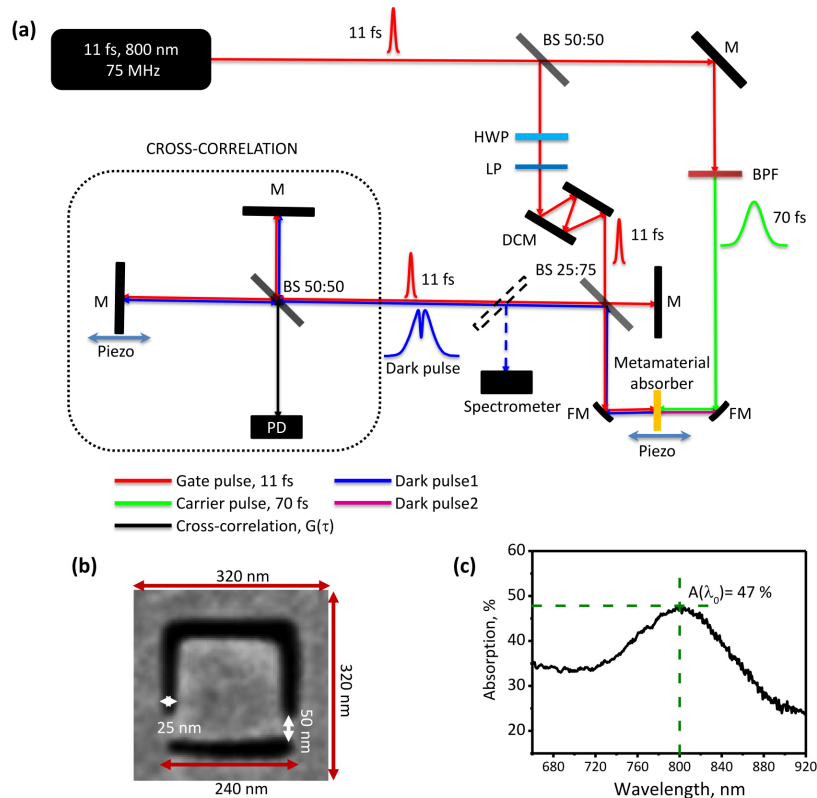 (a)
11 fs, 800 nm
75 MHz
11 fs
BS 50:50
M
HWP
LP
BPF
70 fs
DCM
11 fs
CROSS-CORRELATION
M
BS 50:50
11 fs
BS 25:75
M
M
Piezo
Dark pulse
Spectrometer
Metamaterial
absorber
PD
FM
FM
Piezo
Gate pulse, 11 fs
Dark pulse1
Carrier pulse, 70 fs
Dark pulse2
Cross-correlation, G(τ)
(b)
320 nm
320 nm
25 nm
50 nm
240 nm
(c)
60
50
40
30
20
Absorption, %
A(λ₀)= 47 %
680
720
760
800
840
880
920
Wavelength, nm